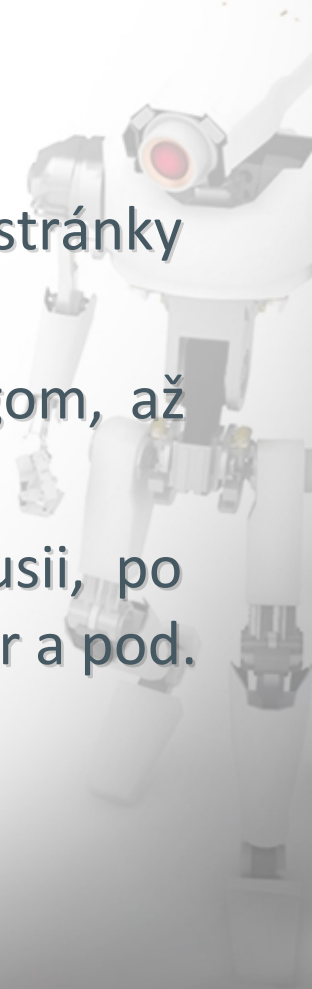 stránky
gom, až
usii, po
r a pod.